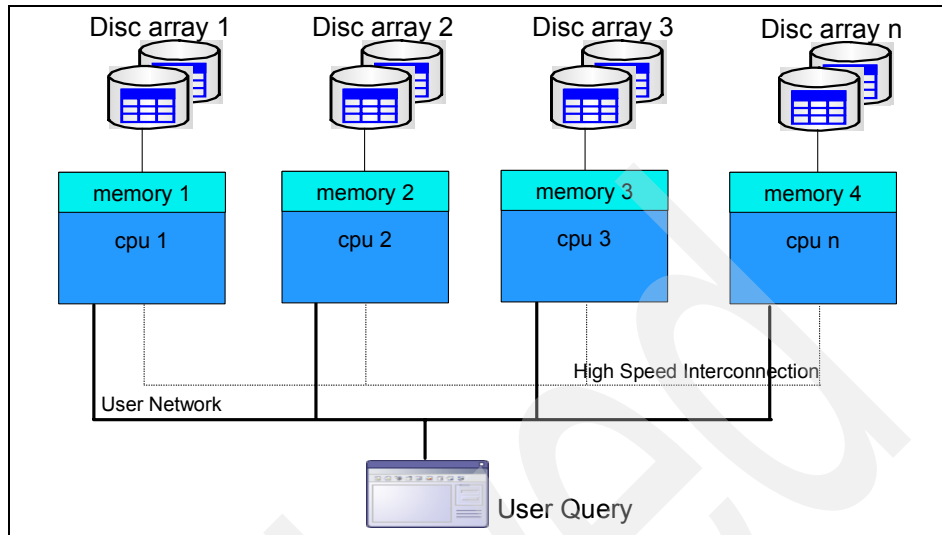 Disc array 1 Disc array 2 Disc array 3 Disc array n
memory 1 memory 2 memory 3 memory 4
cpu 1 cpu 2 cpu 3 cpu n
High Speed Interconnection
User Network
User Query